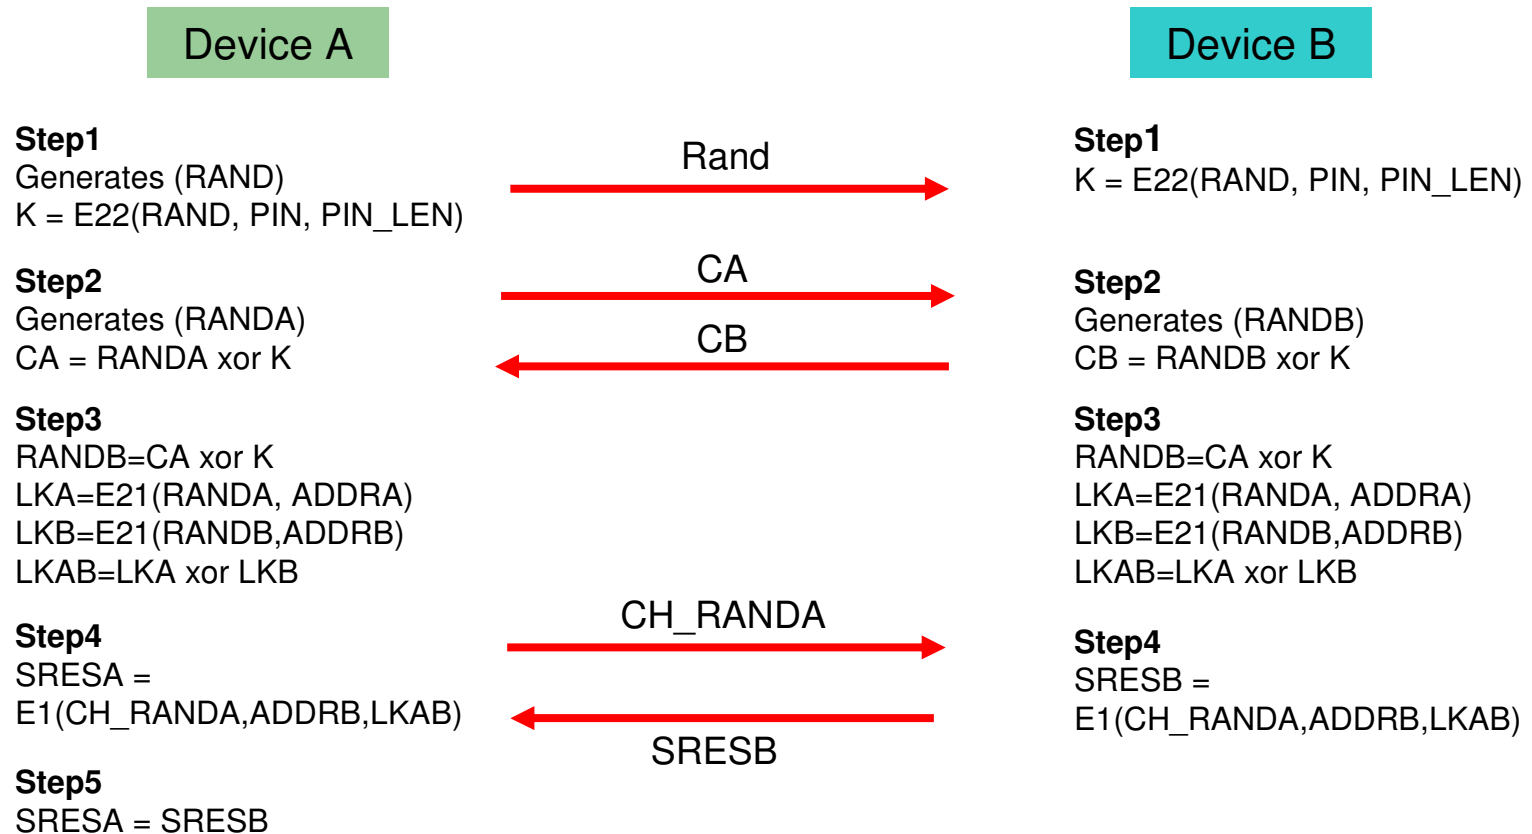 Device A
Device B
Step1
Generates (RAND)
K = E22(RAND, PIN, PIN_LEN)
Rand
Step1
K = E22(RAND, PIN, PIN_LEN)
Step2
Generates (RANDA)
CA = RANDA xor K
CA
CB
Step2
Generates (RANDB)
CB = RANDB xor K
Step3
RANDB=CA xor K
LKA=E21(RANDA, ADDRA)
LKB=E21(RANDB,ADDRB)
LKAB=LKA xor LKB
Step3
RANDB=CA xor K
LKA=E21(RANDA, ADDRA)
LKB=E21(RANDB,ADDRB)
LKAB=LKA xor LKB
Step4
SRESA =
E1(CH_RANDA,ADDRB,LKAB)
CH_RANDA
SRESB
Step4
SRESB =
E1(CH_RANDA,ADDRB,LKAB)
Step5
SRESA = SRESB